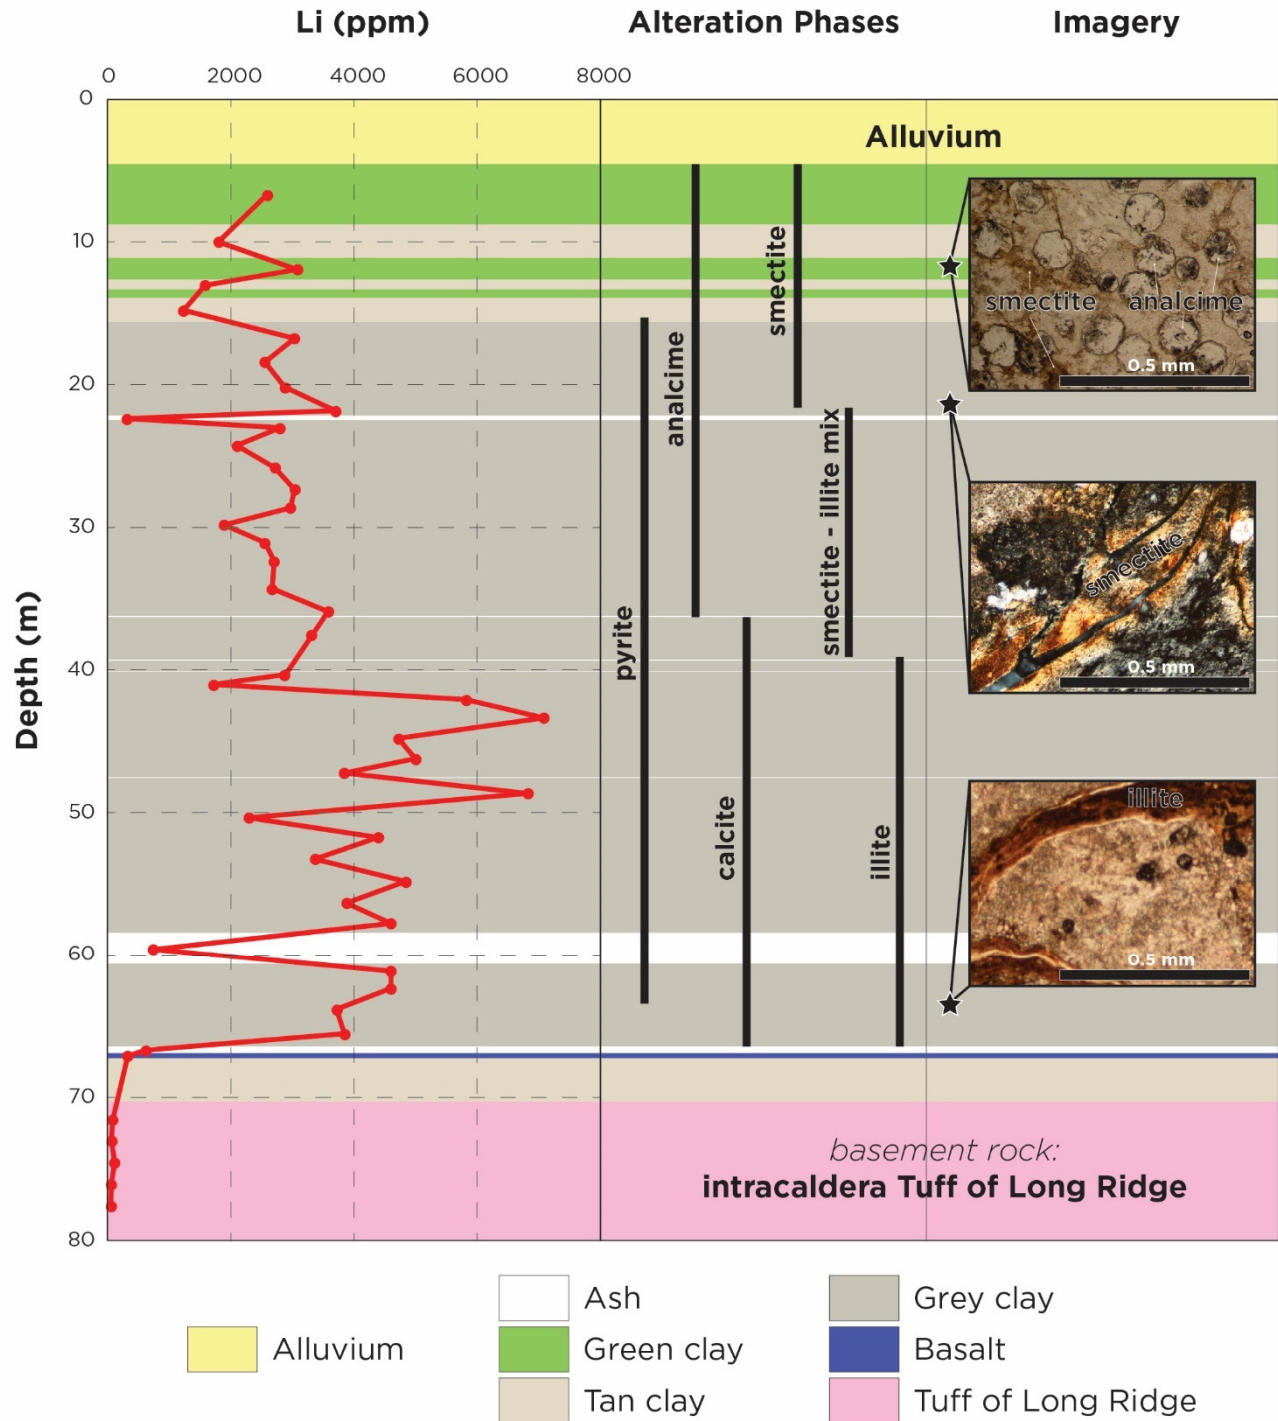 Li (ppm)
Alteration Phases
Imagery
0 2000 4000 6000 8000
Depth (m)
0
10
20
30
40
50
60
70
80
Alluvium
pyrite
analcime
calcite
smectite
smectite - illite mix
illite
smectite analcime
0.5 mm
smectite
0.5 mm
illite
0.5 mm
basement rock:
intracaldera Tuff of Long Ridge
Alluvium
Ash
Green clay
Tan clay
Grey clay
Basalt
Tuff of Long Ridge